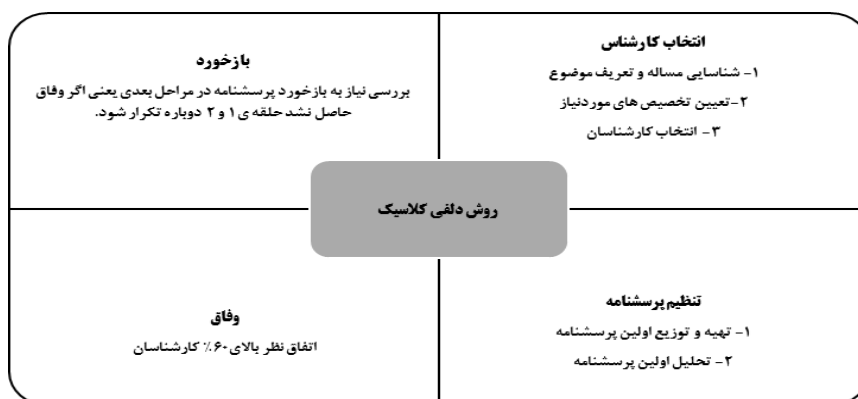 انتخاب کارشناس
۱- شناسایی مساله و تعریف موضوع
۲-تعیین تخصیص های موردنیاز
۳- انتخاب کارشناسان
بازخورد
بررسی نیاز به بازخورد پرسشنامه در مراحل بعدی یعنی اگر وفاق
حاصل نشد حلقه ی ۱ و ۲ دوباره تکرار شود.
روش دلفی کلاسیک
تنظیم پرسشنامه
۱- تهیه و توزیع اولین پرسشنامه
۲- تحلیل اولین پرسشنامه
وفاق
اتفاق نظر بالای ۶۰٪ کارشناسان